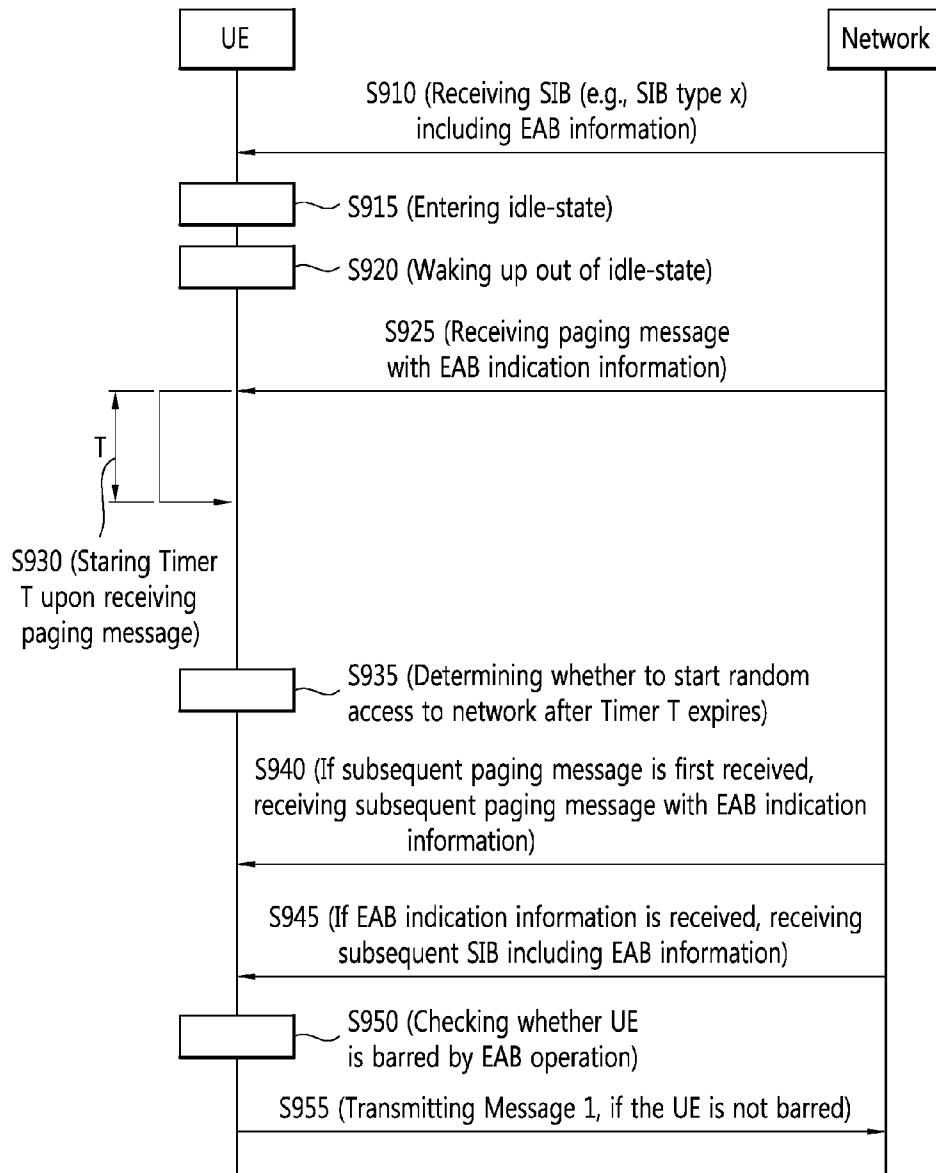 UE
Network
S910 (Receiving SIB (e.g., SIB type x)
including EAB information)
S915 (Entering idle-state)
S920 (Waking up out of idle-state)
S925 (Receiving paging message
with EAB indication information)
T
S930 (Staring Timer
T upon receiving
paging message)
S935 (Determining whether to start random
access to network after Timer T expires)
S940 (If subsequent paging message is first received,
receiving subsequent paging message with EAB indication
information)
S945 (If EAB indication information is received, receiving
subsequent SIB including EAB information)
S950 (Checking whether UE
is barred by EAB operation)
S955 (Transmitting Message 1, if the UE is not barred)